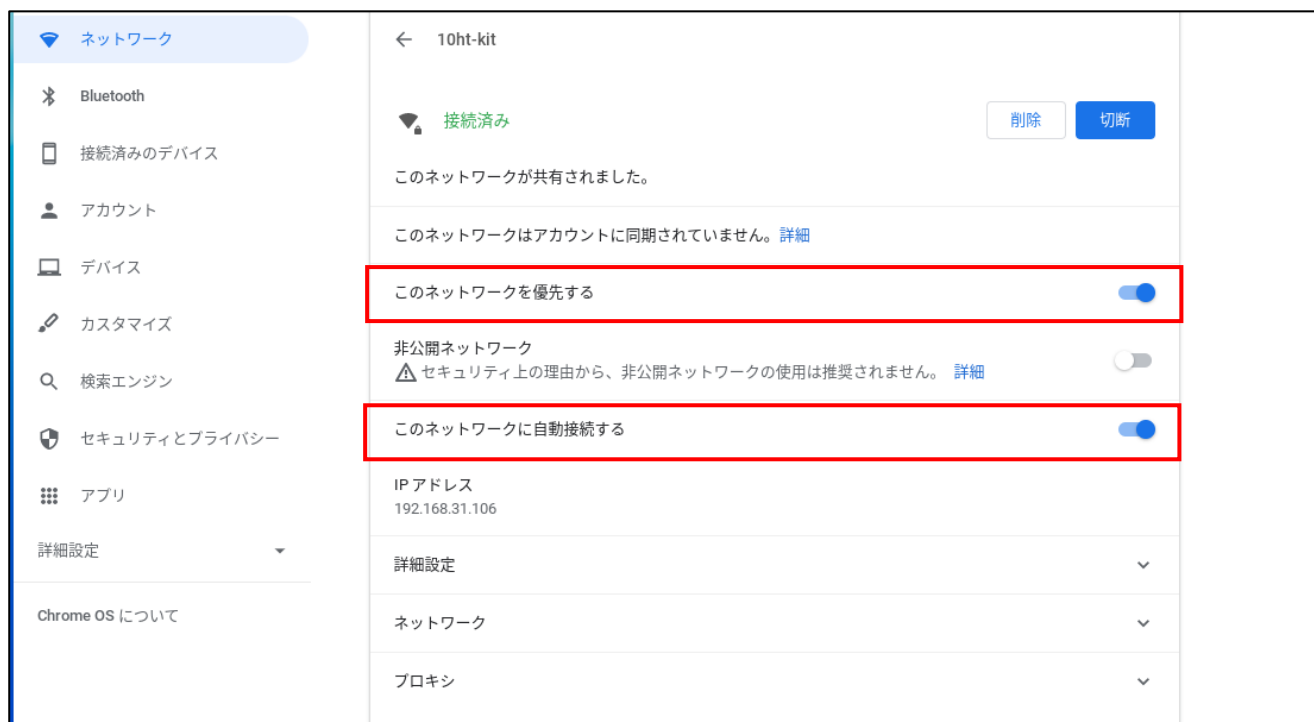 ネットワーク
Bluetooth
接続済みのデバイス
アカウント
デバイス
カスタマイズ
検索エンジン
セキュリティとプライバシー
アプリ
詳細設定
Chrome OS について
10ht-kit
接続済み
削除
切断
このネットワークが共有されました。
このネットワークはアカウントに同期されていません。詳細
このネットワークを優先する
非公開ネットワーク
セキュリティ上の理由から、非公開ネットワークの使用は推奨されません。 詳細
このネットワークに自動接続する
IP アドレス
192.168.31.106
詳細設定
ネットワーク
プロキシ